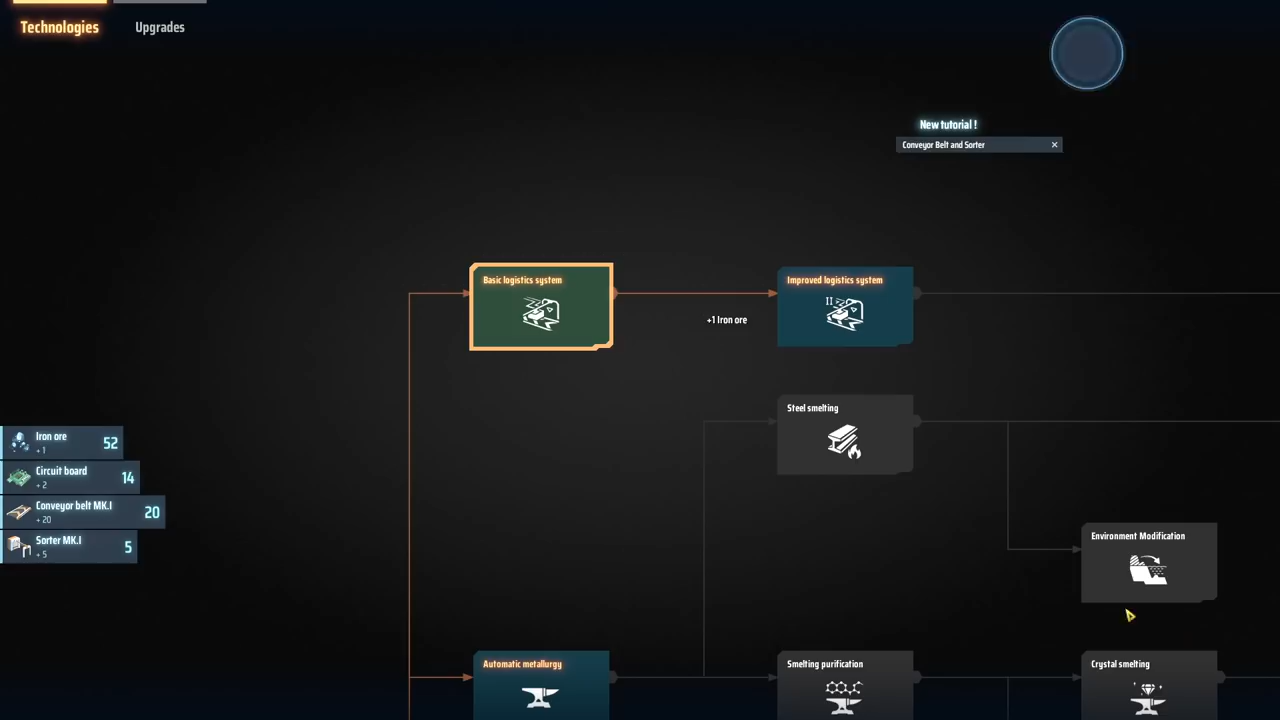 Technologies
Upgrades
New tutorial !
Conveyor Belt and Sorter
Basic logistics system
Improved logistics system
II
+1 Iron ore
Steel smelting
Iron ore
+ 1
52
Circuit board
+ 2
14
Conveyor belt MK.I
+ 20
20
Sorter MK.I
+ 5
5
Environment Modification
Automatic metallurgy
Smelting purification
Crystal smelting